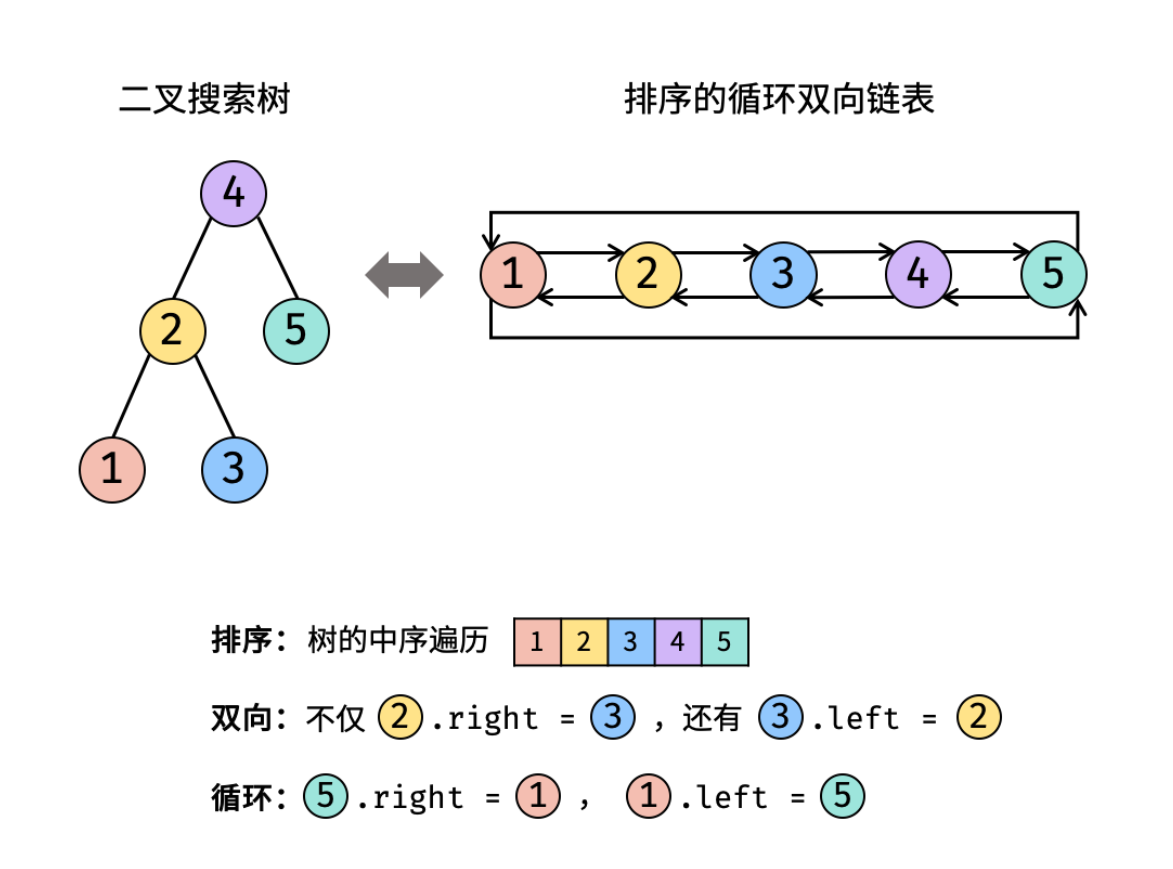 二叉搜索树
排序的循环双向链表
4
2 5
1 3
1 2 3 4 5
排序：树的中序遍历 1 2 3 4 5
双向：不仅 2 .right = 3 ，还有 3 .left = 2
循环：5 .right = 1 ， 1 .left = 5